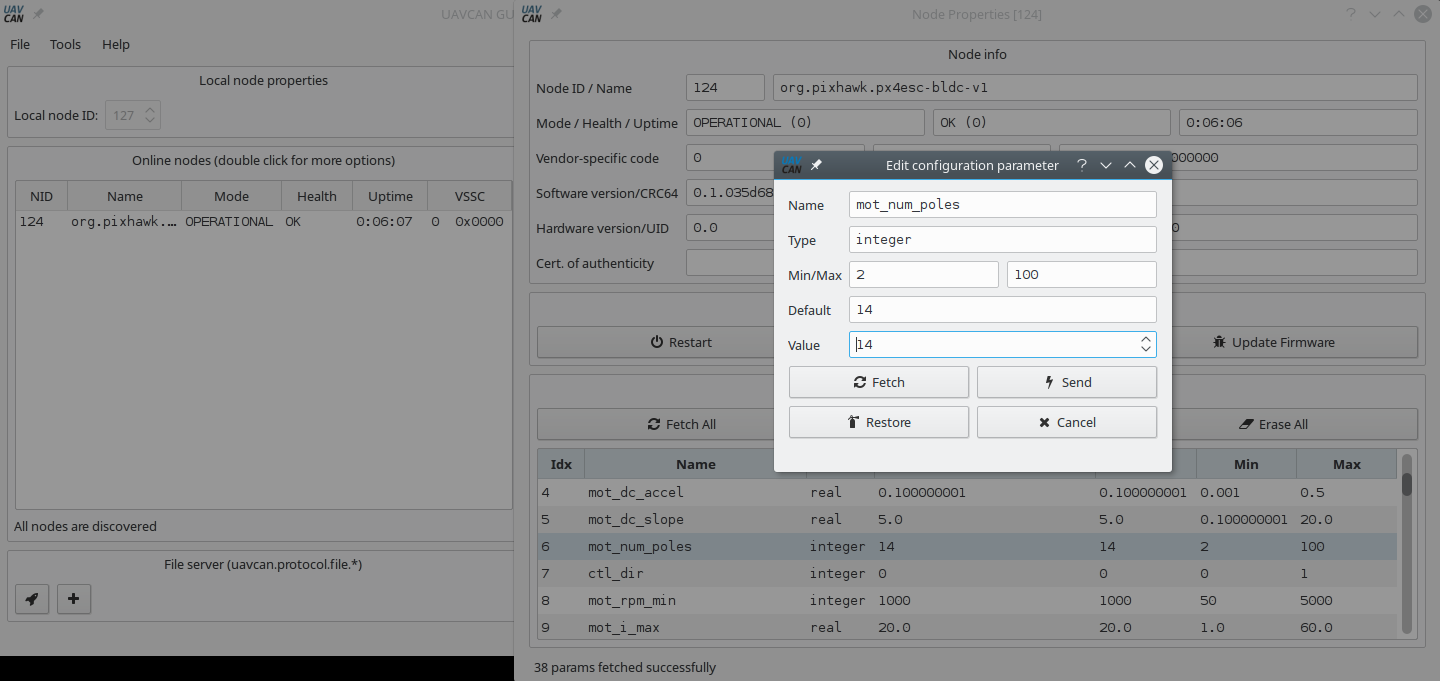 UAVCAN GU
File Tools Help
Local node properties
Local node ID: 127
Online nodes (double click for more options)
NID Name Mode Health Uptime VSSC
124 org.pixhawk.… OPERATIONAL OK 0:06:07 0 0x0000
All nodes are discovered
File server (uavcan.protocol.file.*)
UAV
CAN
UAV
CAN
Node Properties [124]
Node info
Node ID / Name 124 org.pixhawk.px4esc-bldc-v1
Mode / Health / Uptime OPERATIONAL (0) OK (0) 0:06:06
Vendor-specific code 0 000000
Software version/CRC64 0.1.035d68
Hardware version/UID 0.0 0
Cert. of authenticity
Restart Update Firmware
Fetch All Erase All
Idx Name Min Max
4 mot_dc_accel real 0.100000001 0.100000001 0.001 0.5
5 mot_dc_slope real 5.0 5.0 0.100000001 20.0
6 mot_num_poles integer 14 14 2 100
7 ctl_dir integer 0 0 0 1
8 mot_rpm_min integer 1000 1000 50 5000
9 mot_i_max real 20.0 20.0 1.0 60.0
38 params fetched successfully
UAV
CAN
Edit configuration parameter
Name mot_num_poles
Type integer
Min/Max 2 100
Default 14
Value 14
Fetch Send
Restore Cancel